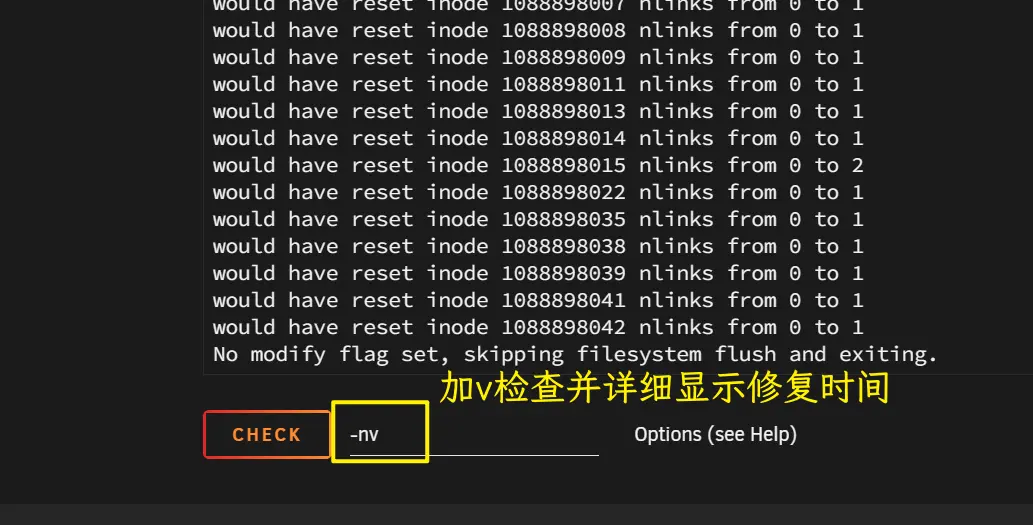 would have reset inode 1088898007 nlinks from 0 to 1
would have reset inode 1088898008 nlinks from 0 to 1
would have reset inode 1088898009 nlinks from 0 to 1
would have reset inode 1088898011 nlinks from 0 to 1
would have reset inode 1088898013 nlinks from 0 to 1
would have reset inode 1088898014 nlinks from 0 to 1
would have reset inode 1088898015 nlinks from 0 to 2
would have reset inode 1088898022 nlinks from 0 to 1
would have reset inode 1088898035 nlinks from 0 to 1
would have reset inode 1088898038 nlinks from 0 to 1
would have reset inode 1088898039 nlinks from 0 to 1
would have reset inode 1088898041 nlinks from 0 to 1
would have reset inode 1088898042 nlinks from 0 to 1
No modify flag set, skipping filesystem flush and exiting.
加v检查并详细显示修复时间
CHECK -nv Options (see Help)